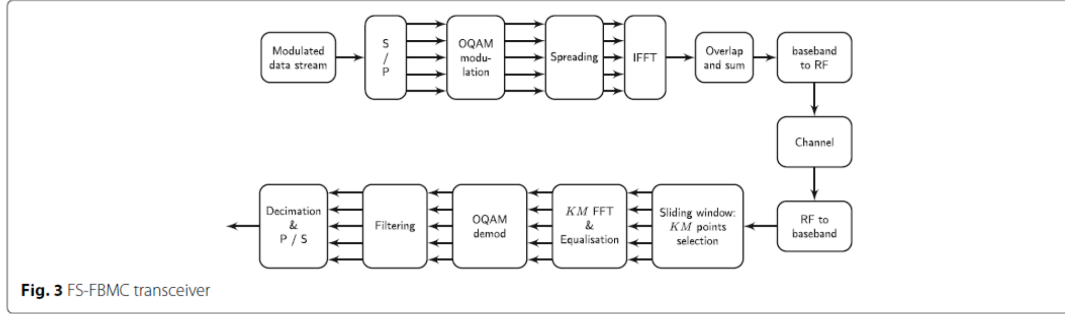 Modulated
data stream
S
/
P
OQAM
modu-
lation
Spreading
IFFT
Overlap
and sum
baseband
to RF
Channel
RF to
baseband
Sliding window:
KM points
selection
KM FFT
&
Equalisation
OQAM
demod
Filtering
Decimation
&
P / S
Fig. 3 FS-FBMC transceiver